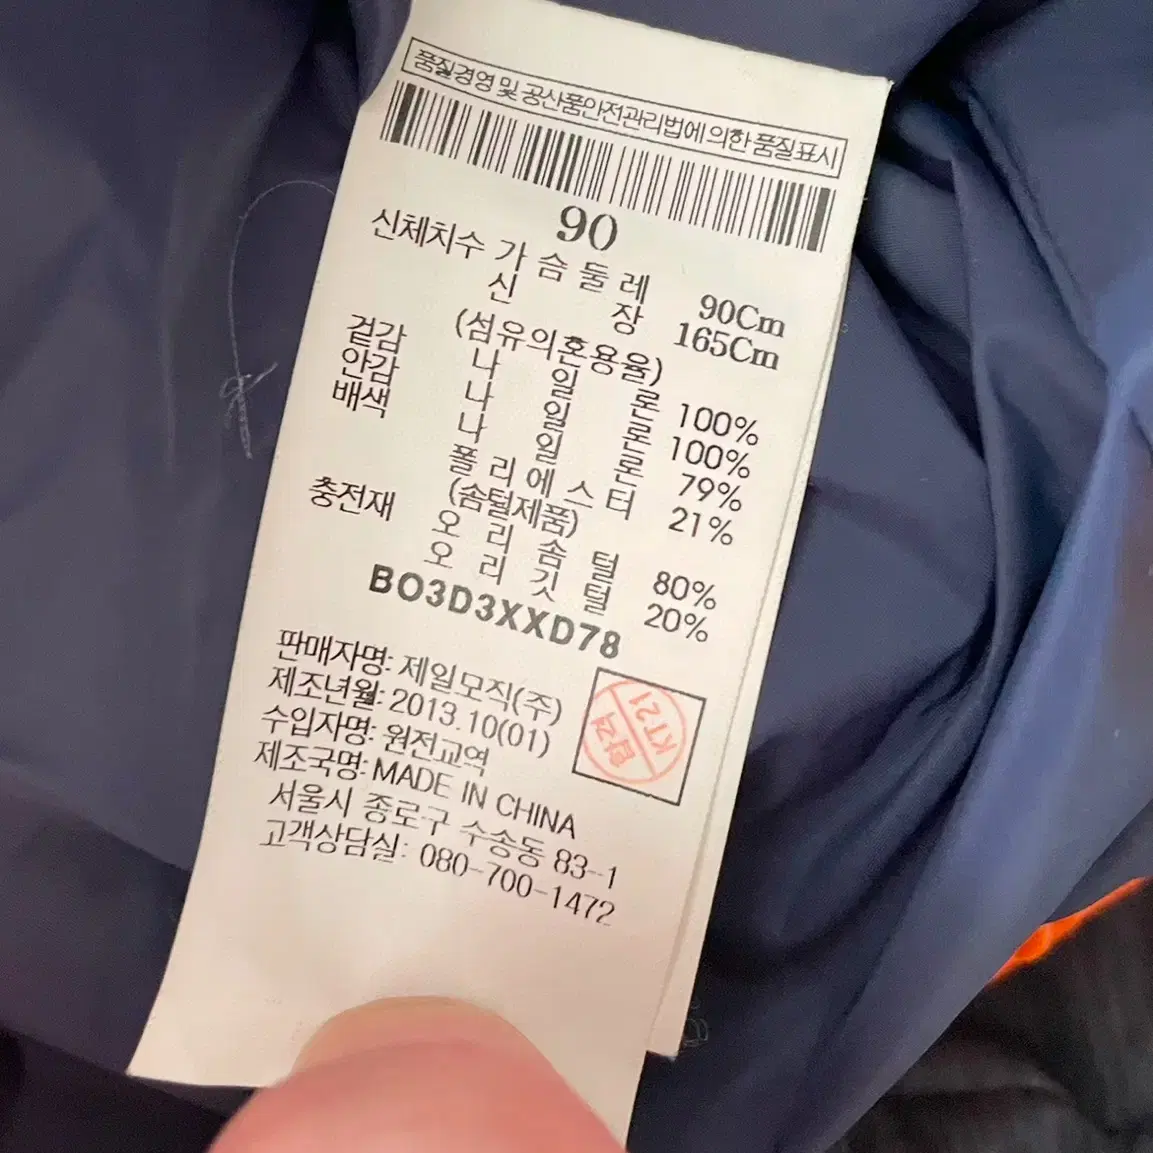 품질경영 및 공산품안전관리법에 의한 품질표시
90
신체치수 가슴둘레 90Cm
신장 165Cm
(섬유의혼용율)
겉감 나일론 100%
안감 나일론 100%
배색 나일론 79%
폴리에스터 21%
충전재 (솜털제품)
오리솜털 80%
오리깃털 20%
BO3D3XXD78
판매자명: 제일모직(주)
제조년월: 2013.10(01)
수입자명: 원전교역
제조국명: MADE IN CHINA
서울시 종로구 수송동 83-1
고객상담실: 080-700-1472
KT21